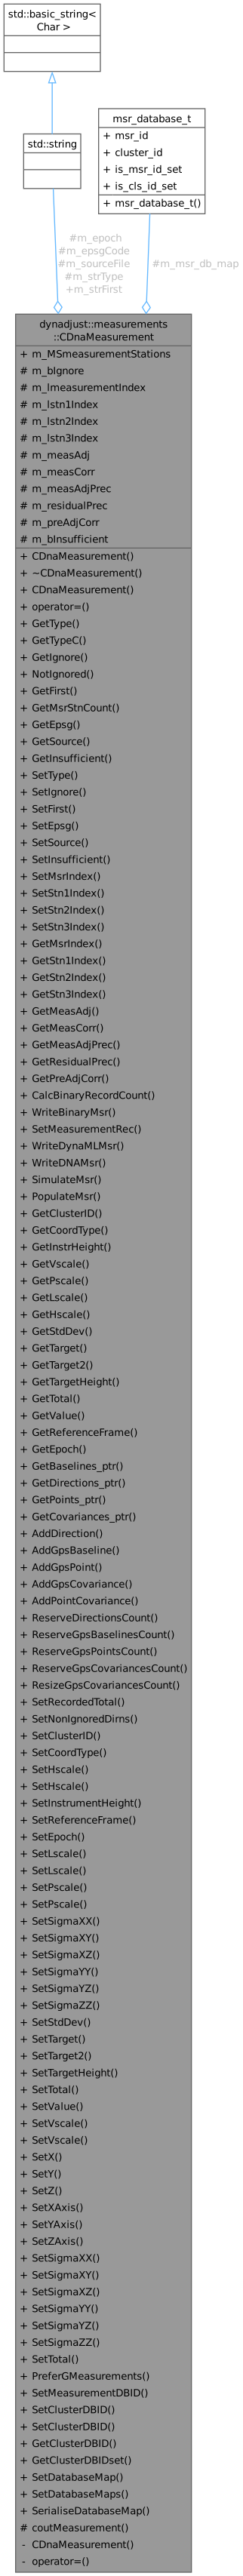 std::basic_string<
Char >
std::string
msr_database_t
+ msr_id
+ cluster_id
+ is_msr_id_set
+ is_cls_id_set
+ msr_database_t()
#m_epoch
#m_epsgCode
#m_sourceFile
#m_strType
+m_strFirst
#m_msr_db_map
dynadjust::measurements
::CDnaMeasurement
+ m_MSmeasurementStations
# m_bIgnore
# m_lmeasurementIndex
# m_lstn1Index
# m_lstn2Index
# m_lstn3Index
# m_measAdj
# m_measCorr
# m_measAdjPrec
# m_residualPrec
# m_preAdjCorr
# m_bInsufficient
+ CDnaMeasurement()
+ ~CDnaMeasurement()
+ CDnaMeasurement()
+ operator=()
+ GetType()
+ GetTypeC()
+ GetIgnore()
+ NotIgnored()
+ GetFirst()
+ GetMsrStnCount()
+ GetEpsg()
+ GetSource()
+ GetInsufficient()
+ SetType()
+ SetIgnore()
+ SetFirst()
+ SetEpsg()
+ SetSource()
+ SetInsufficient()
+ SetMsrIndex()
+ SetStn1Index()
+ SetStn2Index()
+ SetStn3Index()
+ GetMsrIndex()
+ GetStn1Index()
+ GetStn2Index()
+ GetStn3Index()
+ GetMeasAdj()
+ GetMeasCorr()
+ GetMeasAdjPrec()
+ GetResidualPrec()
+ GetPreAdjCorr()
+ CalcBinaryRecordCount()
+ WriteBinaryMsr()
+ SetMeasurementRec()
+ WriteDynaMLMsr()
+ WriteDNAMsr()
+ SimulateMsr()
+ PopulateMsr()
+ GetClusterID()
+ GetCoordType()
+ GetInstrHeight()
+ GetVscale()
+ GetPscale()
+ GetLscale()
+ GetHscale()
+ GetStdDev()
+ GetTarget()
+ GetTarget2()
+ GetTargetHeight()
+ GetTotal()
+ GetValue()
+ GetReferenceFrame()
+ GetEpoch()
+ GetBaselines_ptr()
+ GetDirections_ptr()
+ GetPoints_ptr()
+ GetCovariances_ptr()
+ AddDirection()
+ AddGpsBaseline()
+ AddGpsPoint()
+ AddGpsCovariance()
+ AddPointCovariance()
+ ReserveDirectionsCount()
+ ReserveGpsBaselinesCount()
+ ReserveGpsPointsCount()
+ ReserveGpsCovariancesCount()
+ ResizeGpsCovariancesCount()
+ SetRecordedTotal()
+ SetNonIgnoredDirns()
+ SetClusterID()
+ SetCoordType()
+ SetHscale()
+ SetHscale()
+ SetInstrumentHeight()
+ SetReferenceFrame()
+ SetEpoch()
+ SetLscale()
+ SetLscale()
+ SetPscale()
+ SetPscale()
+ SetSigmaXX()
+ SetSigmaXY()
+ SetSigmaXZ()
+ SetSigmaYY()
+ SetSigmaYZ()
+ SetSigmaZZ()
+ SetStdDev()
+ SetTarget()
+ SetTarget2()
+ SetTargetHeight()
+ SetTotal()
+ SetValue()
+ SetVscale()
+ SetVscale()
+ SetX()
+ SetY()
+ SetZ()
+ SetXAxis()
+ SetYAxis()
+ SetZAxis()
+ SetSigmaXX()
+ SetSigmaXY()
+ SetSigmaXZ()
+ SetSigmaYY()
+ SetSigmaYZ()
+ SetSigmaZZ()
+ SetTotal()
+ PreferGMeasurements()
+ SetMeasurementDBID()
+ SetClusterDBID()
+ SetClusterDBID()
+ GetClusterDBID()
+ GetClusterDBIDset()
+ SetDatabaseMap()
+ SetDatabaseMaps()
+ SerialiseDatabaseMap()
# coutMeasurement()
- CDnaMeasurement()
- operator=()